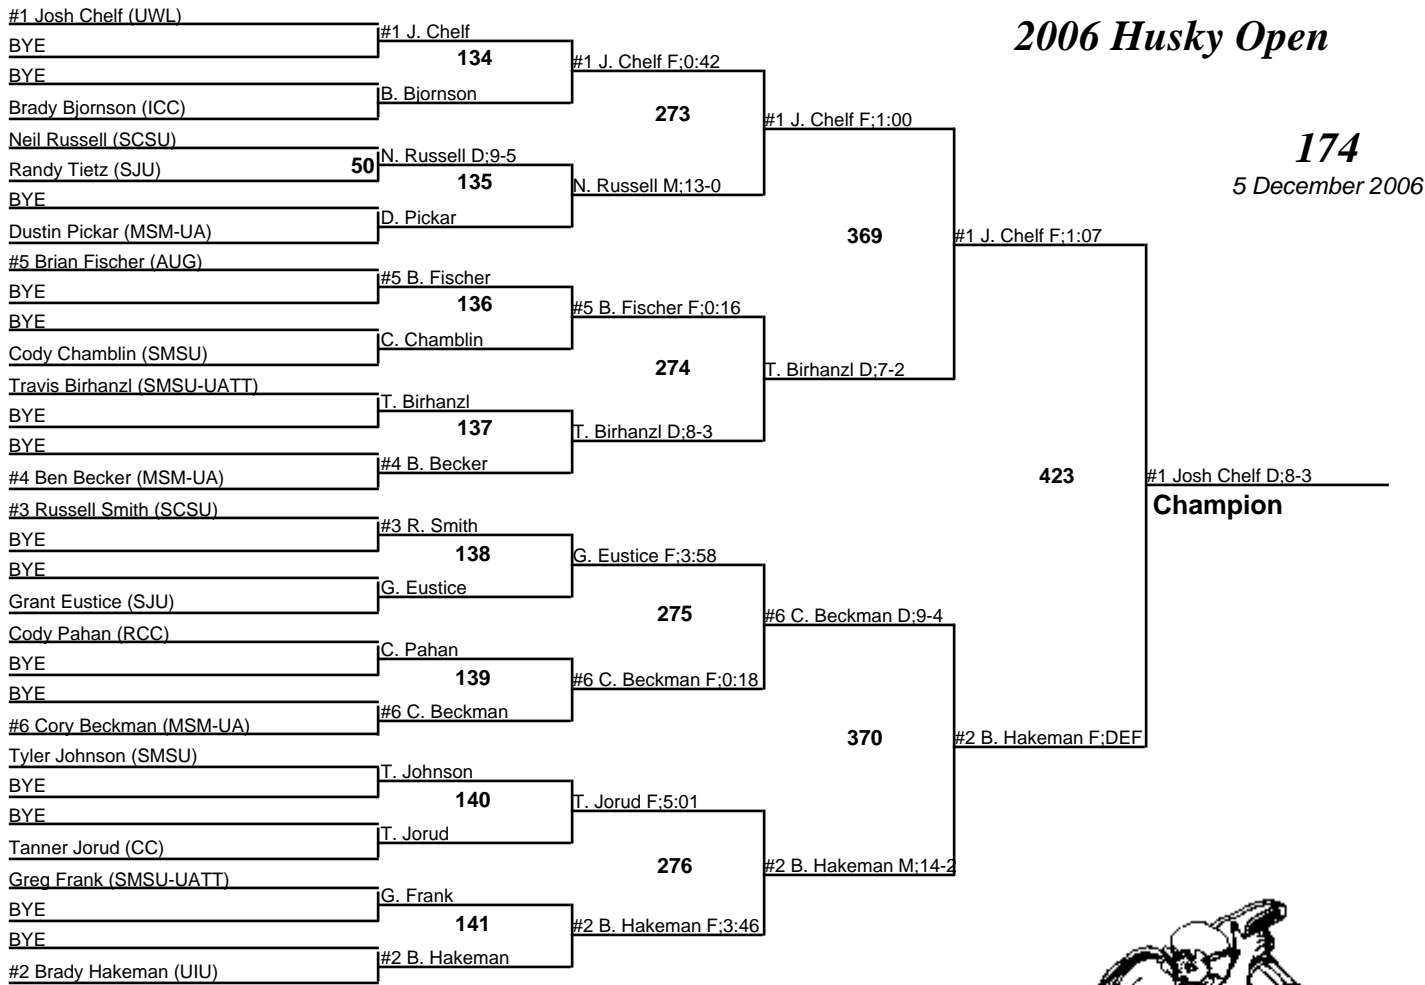 2006 Husky Open
174
5 December 2006
#1 Josh Chelf (UWL)
BYE
BYE
Brady Bjornson (ICC)
Neil Russell (SCSU)
Randy Tietz (SJU)
BYE
Dustin Pickar (MSM-UA)
#5 Brian Fischer (AUG)
BYE
BYE
Cody Chamblin (SMSU)
Travis Birhanzl (SMSU-UATT)
BYE
BYE
#4 Ben Becker (MSM-UA)
#3 Russell Smith (SCSU)
BYE
BYE
Grant Eustice (SJU)
Cody Pahan (RCC)
BYE
BYE
#6 Cory Beckman (MSM-UA)
Tyler Johnson (SMSU)
BYE
BYE
Tanner Jorud (CC)
Greg Frank (SMSU-UATT)
BYE
BYE
#2 Brady Hakeman (UIU)
50
#1 J. Chelf
134
B. Bjornson
N. Russell D;9-5
135
D. Pickar
#5 B. Fischer
136
C. Chamblin
T. Birhanzl
137
#4 B. Becker
#3 R. Smith
138
G. Eustice
C. Pahan
139
#6 C. Beckman
T. Johnson
140
T. Jorud
G. Frank
141
#2 B. Hakeman
#1 J. Chelf F;0:42
273
N. Russell M;13-0
#5 B. Fischer F;0:16
274
T. Birhanzl D;8-3
G. Eustice F;3:58
275
#6 C. Beckman F;0:18
T. Jorud F;5:01
276
#2 B. Hakeman F;3:46
#1 J. Chelf F;1:00
369
T. Birhanzl D;7-2
#6 C. Beckman D;9-4
370
#2 B. Hakeman M;14-2
#1 J. Chelf F;1:07
423
#2 B. Hakeman F;DEF
#1 Josh Chelf D;8-3
Champion